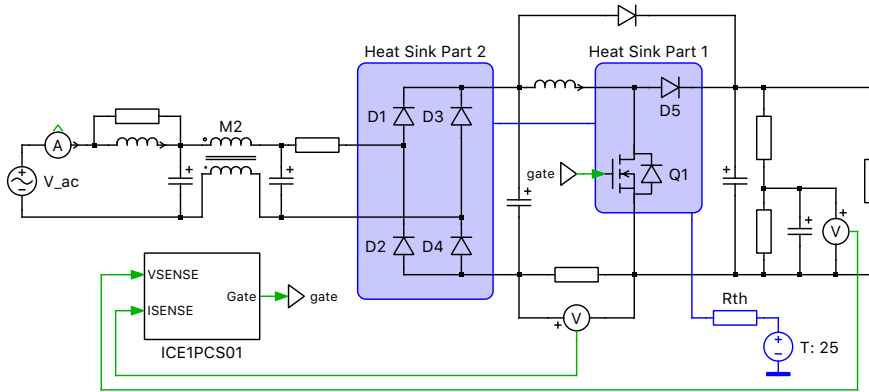 Heat Sink Part 2
Heat Sink Part 1
D1
D3
D5
M2
A
V_ac
gate
Q1
V
D2
D4
VSENSE
ISENSE
Gate
gate
ICE1PCS01
V
Rth
T: 25